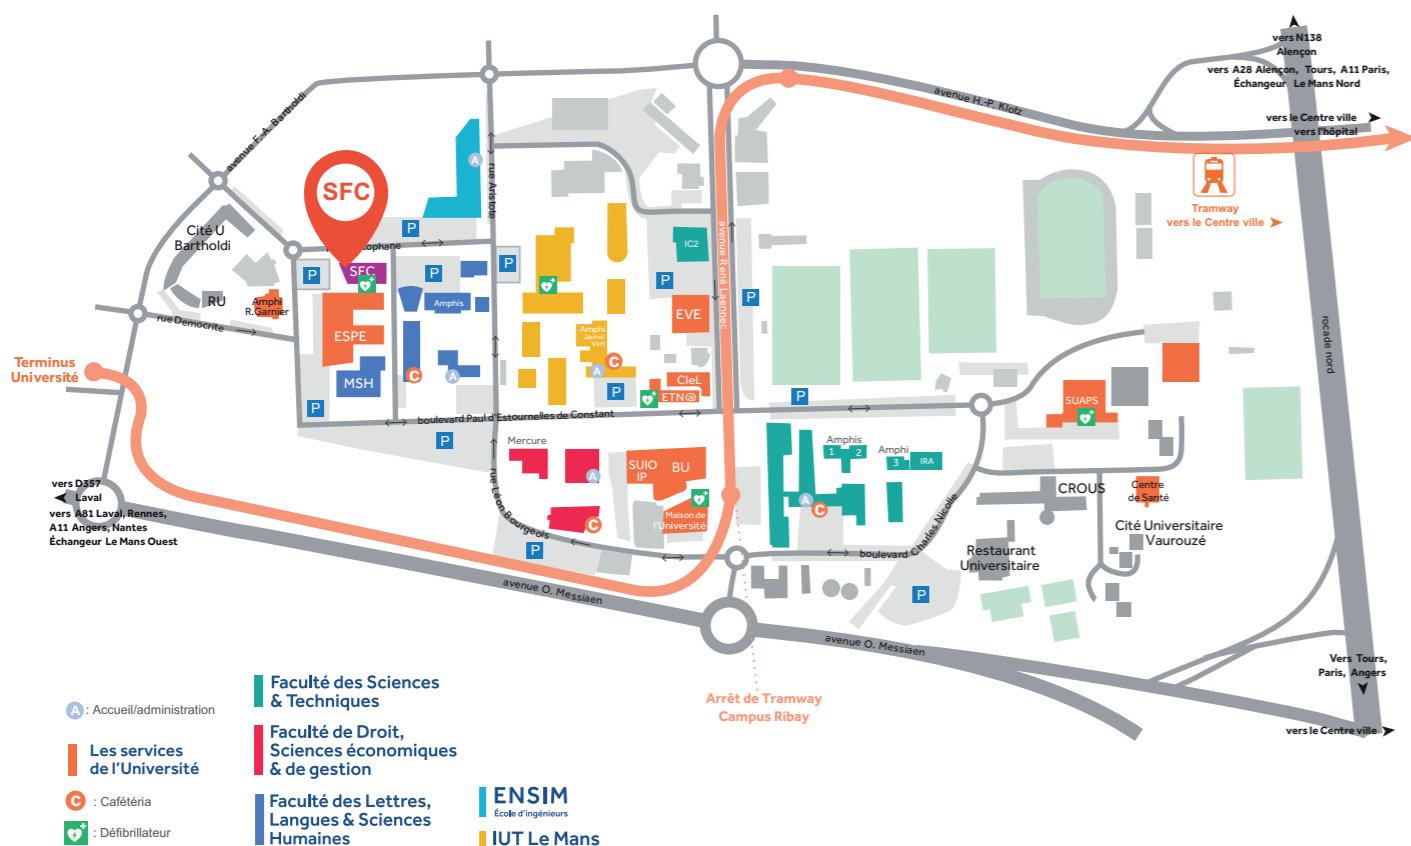 vers N138
Alençon
vers A28 Alençon, Tours, A11 Paris,
Échangeur Le Mans Nord
avenue H.-P. Klotz
vers le Centre ville
vers l'hôpital
avenue F.-A. Bartholdi
A
rue Aristote
SFC
Tramway
vers le Centre ville
P
Cité U
Bartholdi
ophane
avenue René Laennec
IC2
P
SFC
P
P
P
P
RU
Amphi
R.Garnier
Amphis
EVE
rue Démocrite
ESPE
Amphi
Jaune/
Vert
rocade nord
Terminus
Université
MSH
C
A
C
A
CIeL
ETN@
P
P
P
SUAPS
boulevard Paul d'Estournelles de Constant
P
Mercure
Amphis
1
2
Amphi
3
IRA
SUIO
IP
BU
A
vers D357
Laval
vers A81 Laval, Rennes,
A11 Angers, Nantes
Échangeur Le Mans Ouest
rue Léon Bourgeois
Maison de
l'Université
A
C
C
CROUS
Centre
de Santé
Cité Universitaire
Vaurouzé
P
boulevard Charles Nicolle
Restaurant
Universitaire
avenue O. Messiaen
P
avenue O. Messiaen
Vers Tours,
Paris, Angers
Arrêt de Tramway
Campus Ribay
vers le Centre ville
A : Accueil/administration
Les services
de l'Université
C : Cafétéria
: Défibrillateur
Faculté des Sciences
& Techniques
Faculté de Droit,
Sciences économiques
& de gestion
Faculté des Lettres,
Langues & Sciences
Humaines
ENSIM
École d'ingénieurs
IUT Le Mans